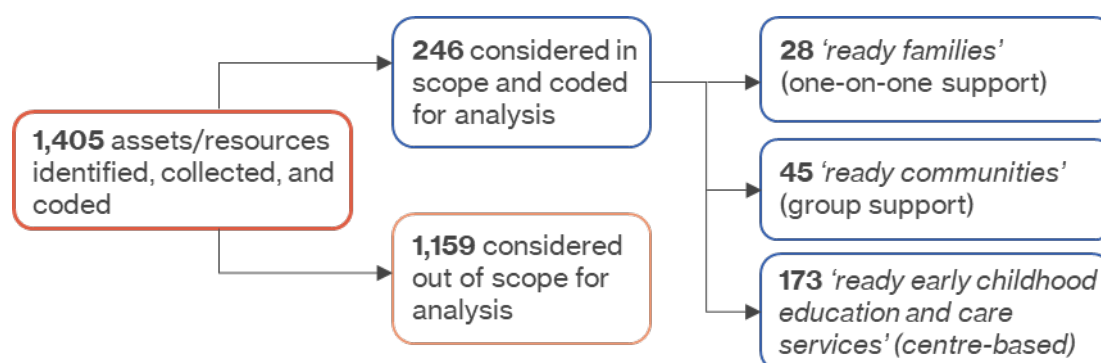 1,405 assets/resources
identified, collected, and
coded
246 considered in
scope and coded
for analysis
1,159 considered
out of scope for
analysis
28 ‘ready families’
(one-on-one support)
45 ‘ready communities’
(group support)
173 ‘ready early childhood
education and care
services’ (centre-based)